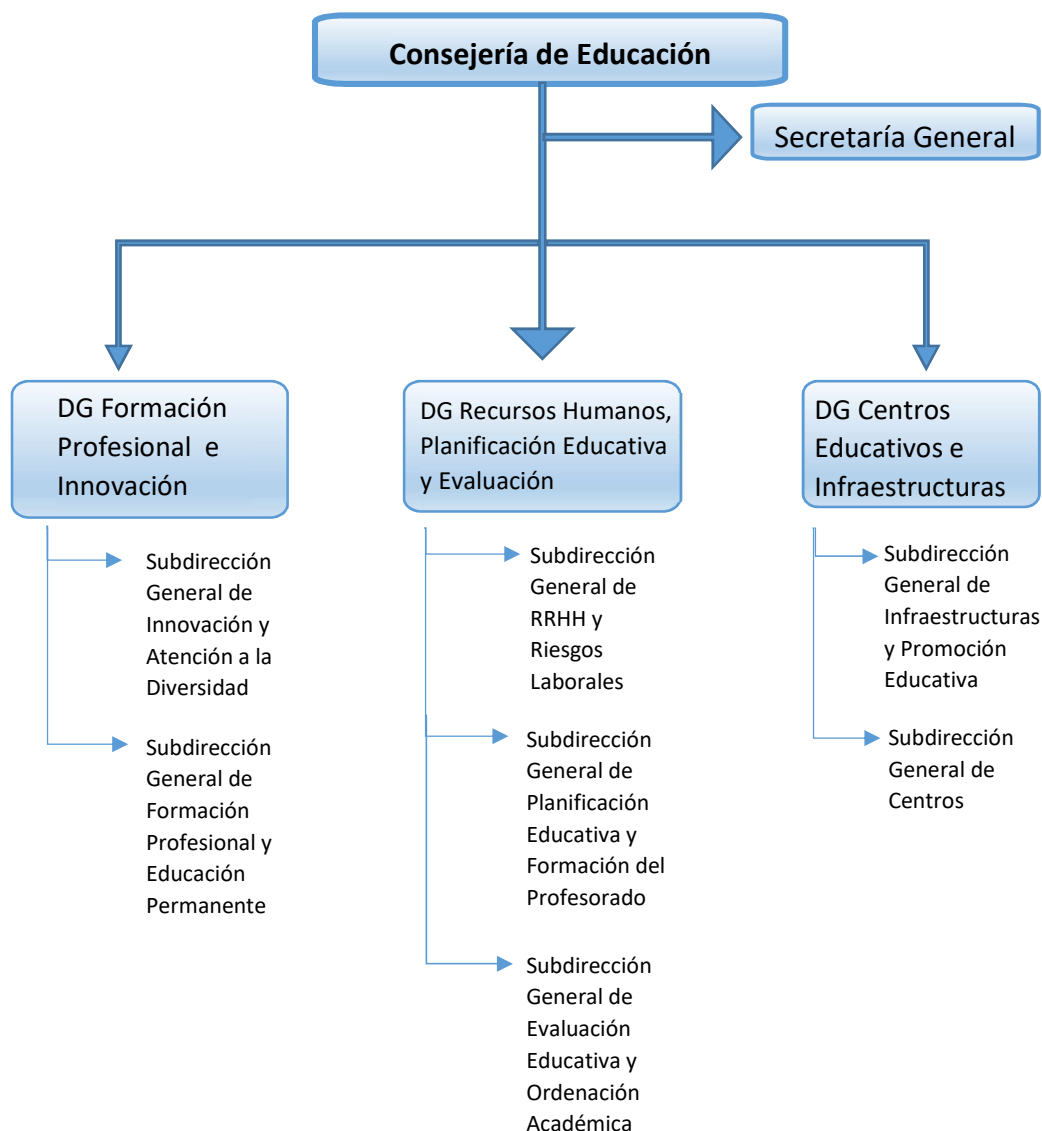 Consejería de Educación
Secretaría General
DG Formación
Profesional e
Innovación
Subdirección
General de
Innovación y
Atención a la
Diversidad
Subdirección
General de
Formación
Profesional y
Educación
Permanente
DG Recursos Humanos,
Planificación Educativa
y Evaluación
Subdirección
General de
RRHH y
Riesgos
Laborales
Subdirección
General de
Planificación
Educativa y
Formación del
Profesorado
Subdirección
General de
Evaluación
Educativa y
Ordenación
Académica
DG Centros
Educativos e
Infraestructuras
Subdirección
General de
Infraestructuras
y Promoción
Educativa
Subdirección
General de
Centros